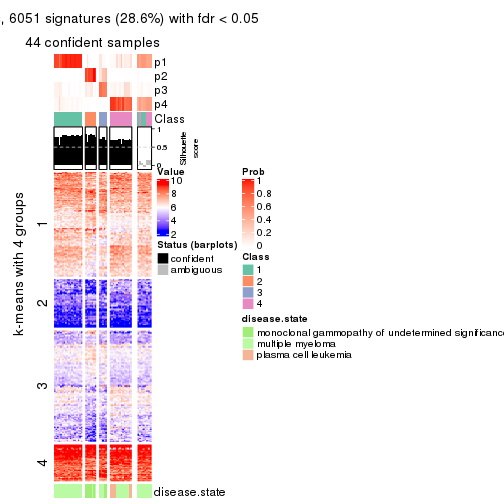 , 6051 signatures (28.6%) with fdr < 0.05
44 confident samples
p1
p2
p3
p4
Class
1
0.5
0
Silhouette
score
k-means with 4 groups
1
2
3
4
disease.state
Value
10
8
6
4
2
Status (barplots)
confident
ambiguous
Prob
1
0.8
0.6
0.4
0.2
0
Class
1
2
3
4
disease.state
monoclonal gammopathy of undetermined significance
multiple myeloma
plasma cell leukemia